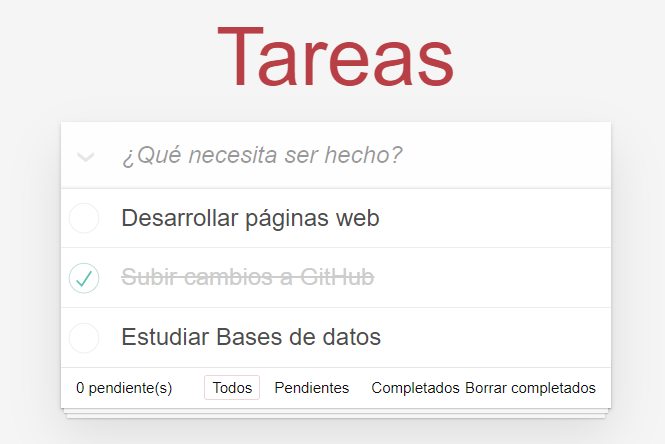 Tareas
¿Qué necesita ser hecho?
Desarrollar páginas web
Subir cambios a GitHub
Estudiar Bases de datos
0 pendiente(s) Todos Pendientes Completados Borrar completados